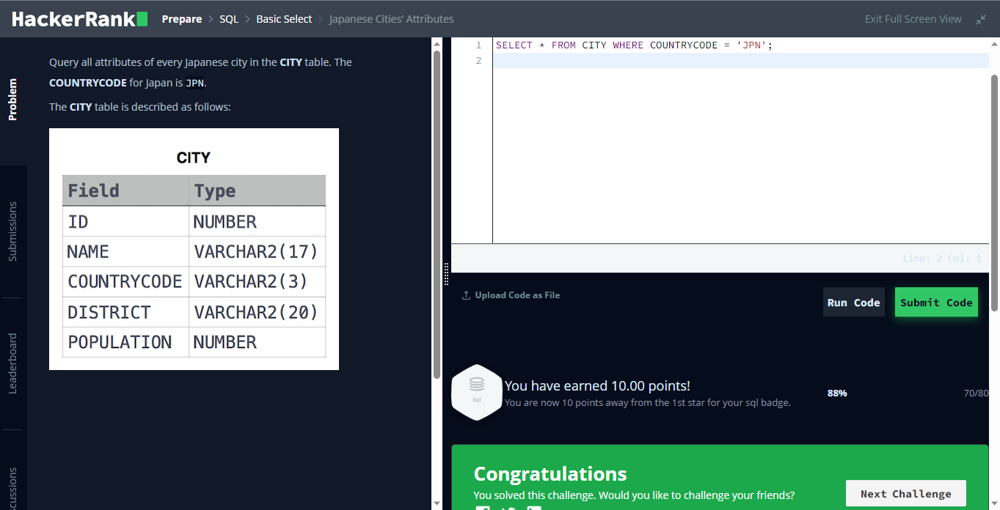 HackerRank Prepare > SQL > Basic Select > Japanese Cities' Attributes Exit Full Screen View
Problem
Submissions
Leaderboard
Query all attributes of every Japanese city in the CITY table. The
COUNTRYCODE for Japan is JPN.
The CITY table is described as follows:
CITY
Field Type
ID NUMBER
NAME VARCHAR2(17)
COUNTRYCODE VARCHAR2(3)
DISTRICT VARCHAR2(20)
POPULATION NUMBER
1 SELECT * FROM CITY WHERE COUNTRYCODE = 'JPN';
2
Line: 2 Col: 1
Upload Code as File
Run Code
Submit Code
Sql
You have earned 10.00 points!
You are now 10 points away from the 1st star for your sql badge.
88%
70/80
Congratulations
You solved this challenge. Would you like to challenge your friends?
Next Challenge